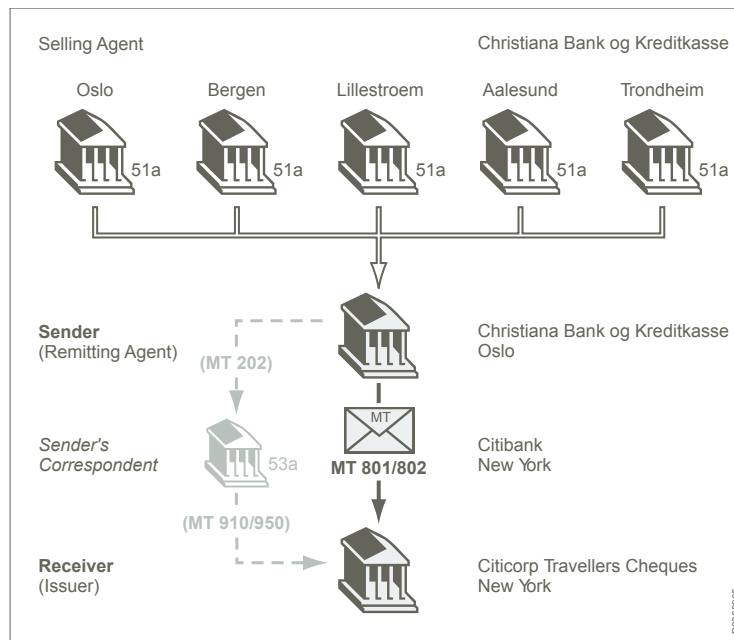 Selling Agent
Christiana Bank og Kreditkasse
Oslo
Bergen
Lillestroem
Aalesund
Trondheim
51a
51a
51a
51a
51a
Sender
(Remitting Agent)
Christiana Bank og Kreditkasse
Oslo
(MT 202)
MT
Sender's
Correspondent
53a
MT 801/802
Citibank
New York
(MT 910/950)
Receiver
(Issuer)
Citicorp Travellers Cheques
New York